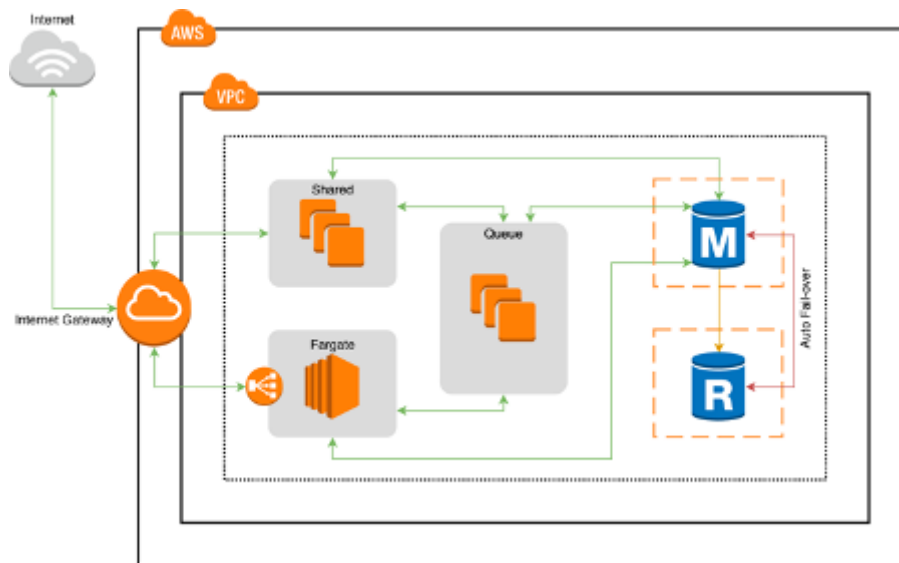 Internet
AWS
VPC
Shared
Queue
M
Internet Gateway
Auto Fail-over
Fargate
R